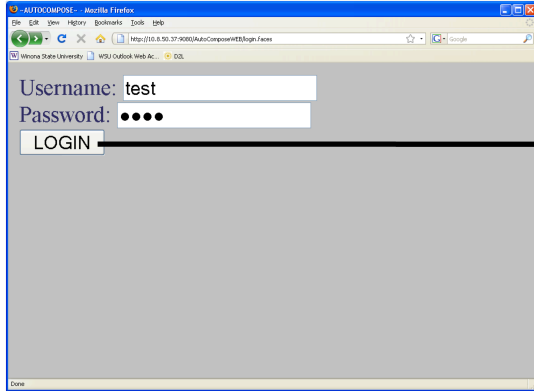 ~AUTOCOMPOSE~ - Mozilla Firefox
File Edit View History Bookmarks Tools Help
http://10.8.50.37:9080/AutoComposeWEB/login.faces
G Google
W Winona State University WSU Outlook Web Ac... D2L
Username: test
Password: ●●●●
LOGIN
Done